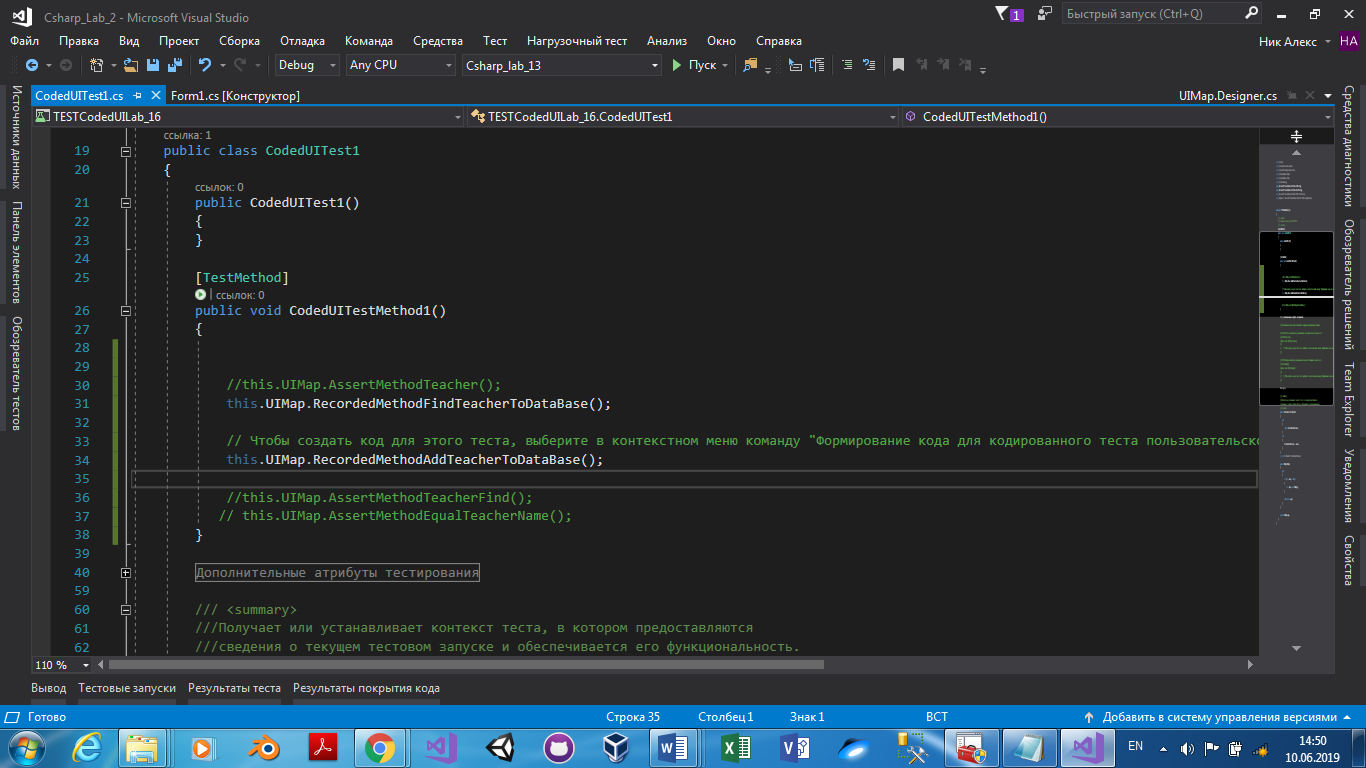 Csharp_Lab_2 - Microsoft Visual Studio
1
Быстрый запуск (Ctrl+Q)
Файл Правка Вид Проект Сборка Отладка Команда Средства Тест Нагрузочный тест Анализ Окно Справка
Ник Алекс НА
Debug Any CPU Csharp_lab_13 Пуск
CodedUITest1.cs Form1.cs [Конструктор] UIMap.Designer.cs
TESTCodedUILab_16 TESTCodedUILab_16.CodedUITest1 CodedUITestMethod1()
Источники данных
Панель элементов
Обозреватель тестов
ссылка: 1
19 public class CodedUITest1
20 {
ссылок: 0
21 public CodedUITest1()
22 {
23 }
24
25 [TestMethod]
| ссылок: 0
26 public void CodedUITestMethod1()
27 {
28
29
30 //this.UIMap.AssertMethodTeacher();
31 this.UIMap.RecordedMethodFindTeacherToDataBase();
32
33 // Чтобы создать код для этого теста, выберите в контекстном меню команду "Формирование кода для кодированного теста пользовательско
34 this.UIMap.RecordedMethodAddTeacherToDataBase();
35
36 //this.UIMap.AssertMethodTeacherFind();
37 // this.UIMap.AssertMethodEqualTeacherName();
38 }
39
40 Дополнительные атрибуты тестирования
59
60 /// <summary>
61 ///Получает или устанавливает контекст теста, в котором предоставляются
62 ///сведения о текущем тестовом запуске и обеспечивается его функциональность.
Средства диагностики
Обозреватель решений
Team Explorer
Уведомления
Свойства
110 %
Вывод Тестовые запуски Результаты теста Результаты покрытия кода
Готово Строка 35 Столбец 1 Знак 1 ВСТ Добавить в систему управления версиями
EN
14:50
10.06.2019